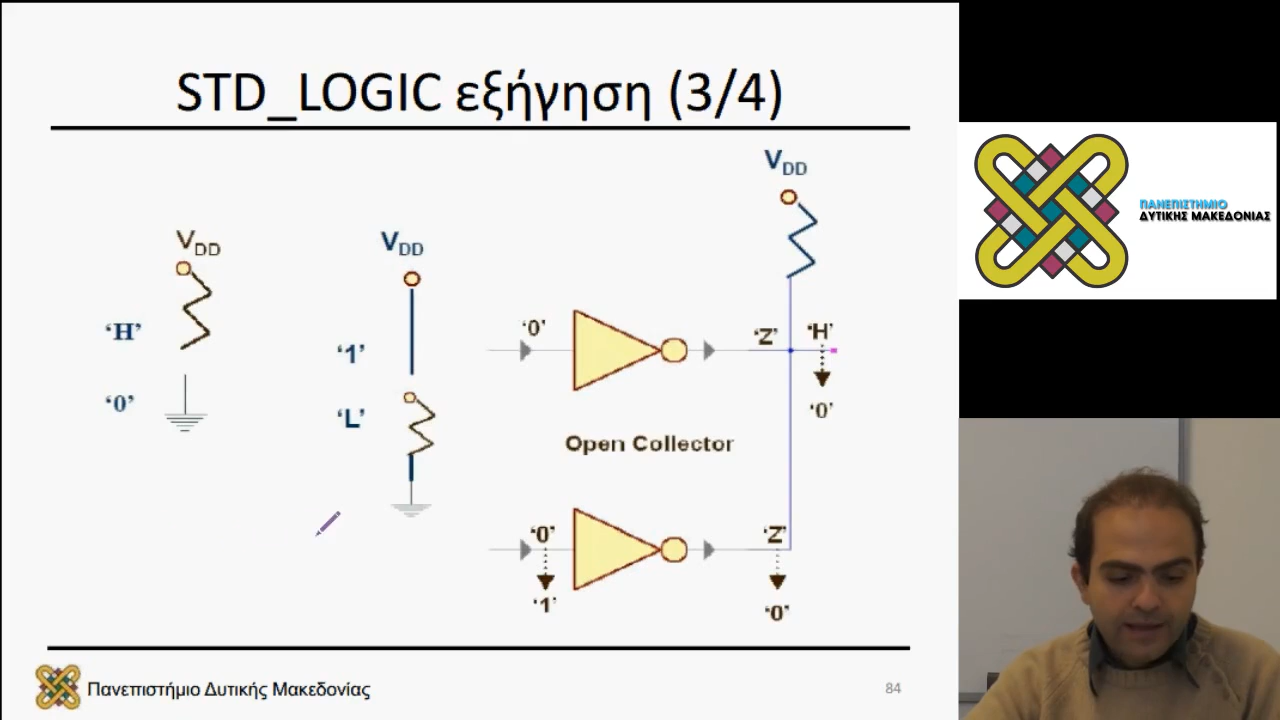 STD_LOGIC εξήγηση (3/4)
VDD
‘H’
‘0’
VDD
‘1’
‘L’
VDD
‘0’
‘Z’
‘H’
‘0’
Open Collector
‘0’
‘1’
‘Z’
‘0’
Πανεπιστήμιο Δυτικής Μακεδονίας
84
ΠΑΝΕΠΙΣΤΗΜΙΟ
ΔΥΤΙΚΗΣ ΜΑΚΕΔΟΝΙΑΣ